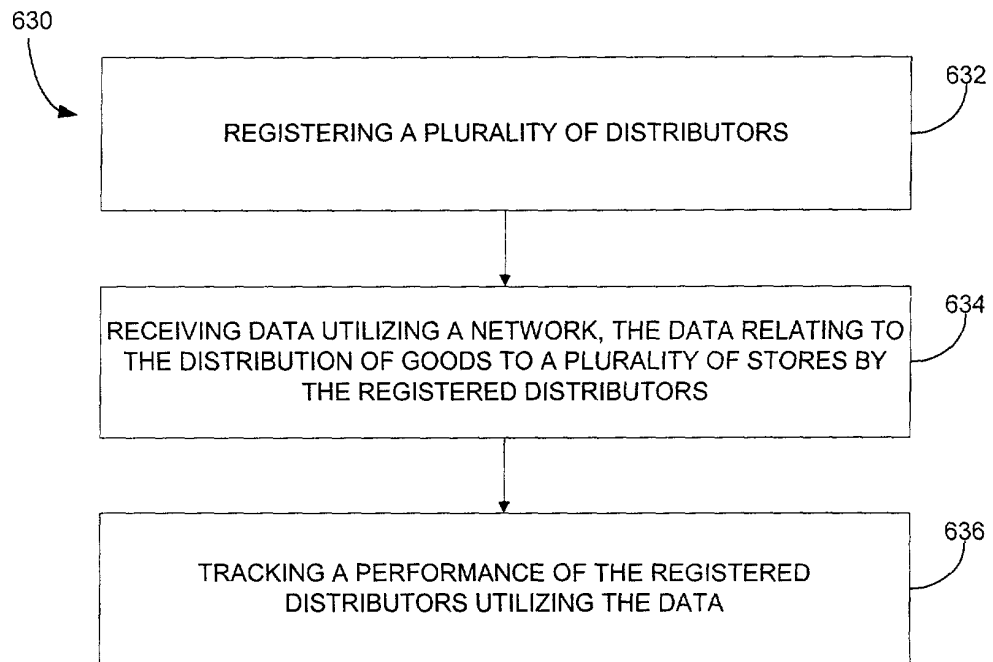 630
632
REGISTERING A PLURALITY OF DISTRIBUTORS
634
RECEIVING DATA UTILIZING A NETWORK, THE DATA RELATING TO
THE DISTRIBUTION OF GOODS TO A PLURALITY OF STORES BY
THE REGISTERED DISTRIBUTORS
636
TRACKING A PERFORMANCE OF THE REGISTERED
DISTRIBUTORS UTILIZING THE DATA